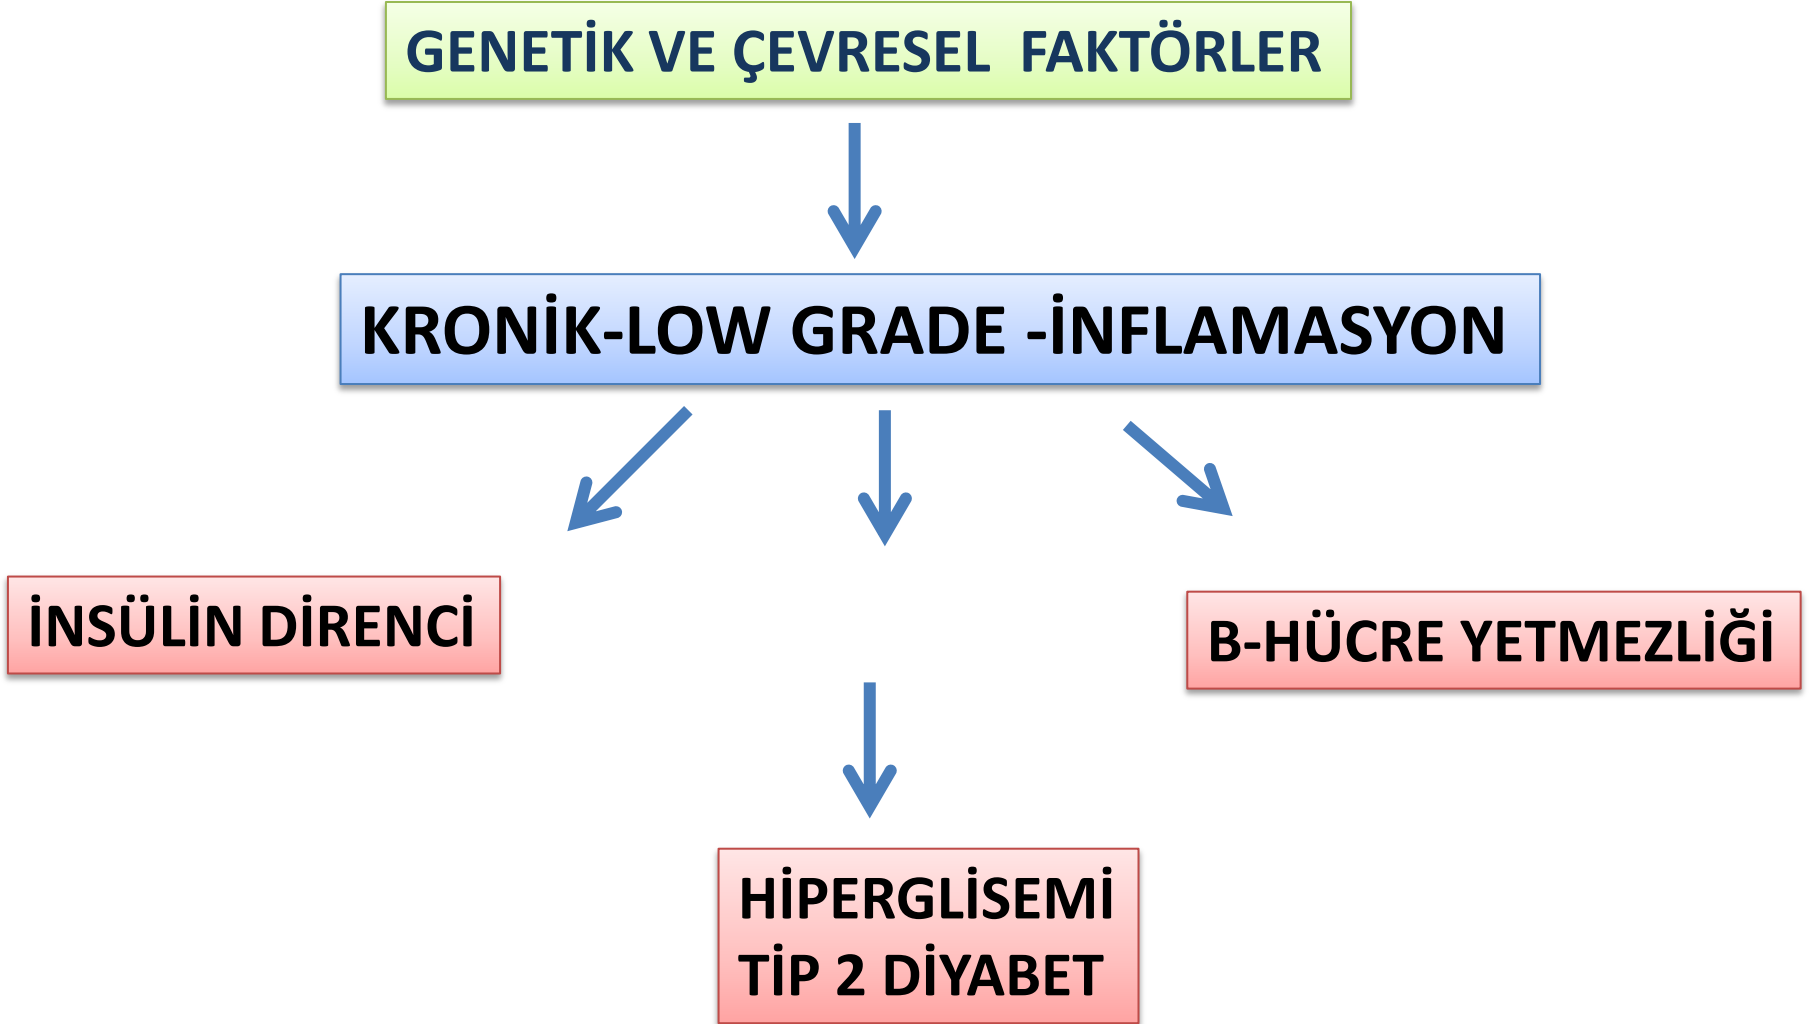 GENETİK VE ÇEVRESEL FAKTÖRLER
KRONİK-LOW GRADE -İNFLAMASYON
İNSÜLİN DİRENCİ
B-HÜCRE YETMEZLİĞİ
HİPERGLİSEMİ
TİP 2 DİYABET